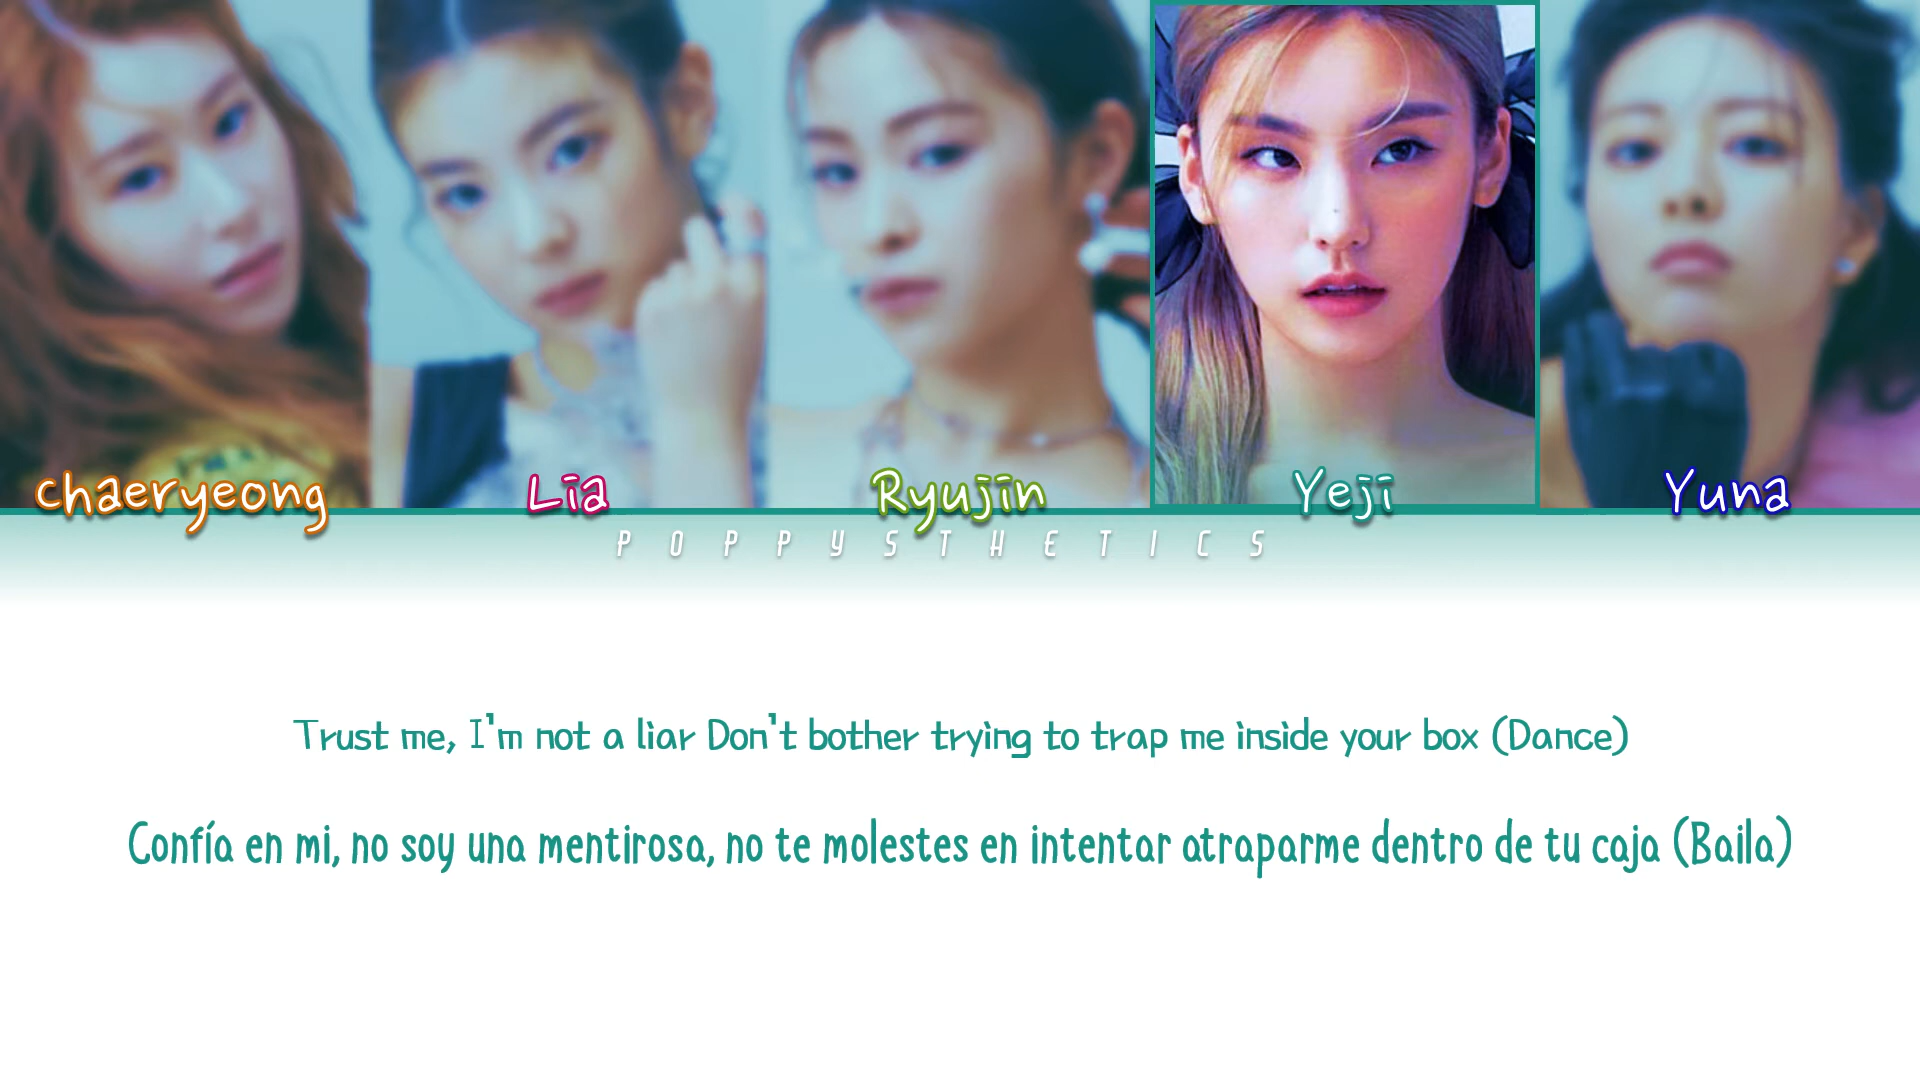 Chaeryeong Lia Ryujin Yeji Yuna
POPPYSTHETICS
Trust me, I'm not a liar Don't bother trying to trap me inside your box (Dance)
Confía en mi, no soy una mentirosa, no te molestes en intentar atraparme dentro de tu caja (Baila)